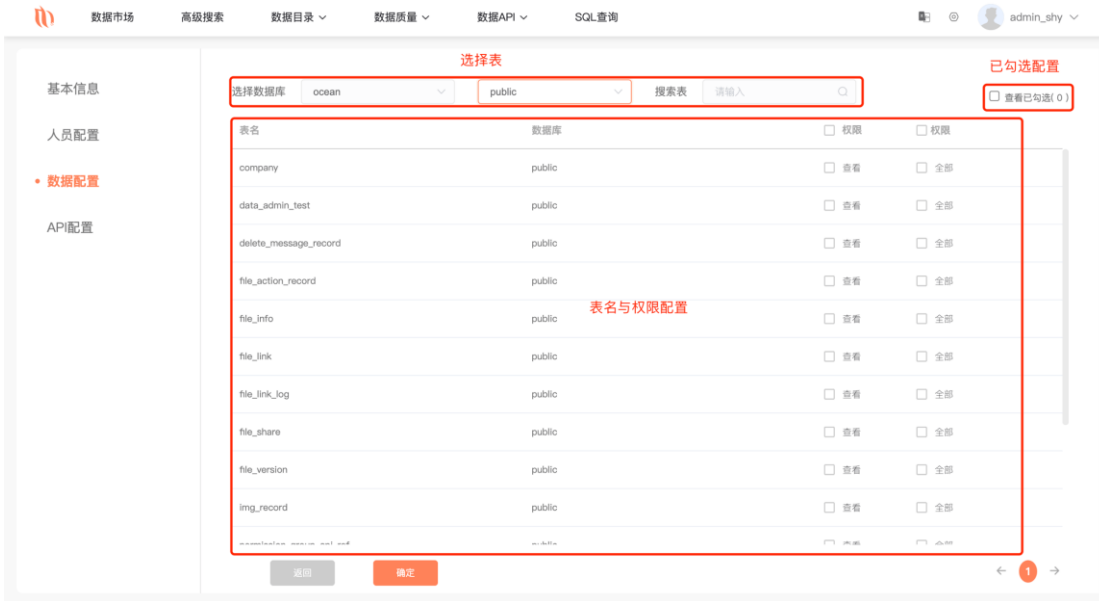 数据市场 高级搜索 数据目录 数据质量 数据API SQL查询 admin_shy
选择表
已勾选配置
基本信息
选择数据库 ocean public 搜索表 请输入
查看已勾选( 0 )
人员配置
表名 数据库 权限 权限
company public 查看 全部
数据配置
data_admin_test public 查看 全部
API配置
delete_message_record public 查看 全部
file_action_record public 查看 全部
表名与权限配置
file_info public 查看 全部
file_link public 查看 全部
file_link_log public 查看 全部
file_share public 查看 全部
file_version public 查看 全部
img_record public 查看 全部
返回 确定 1